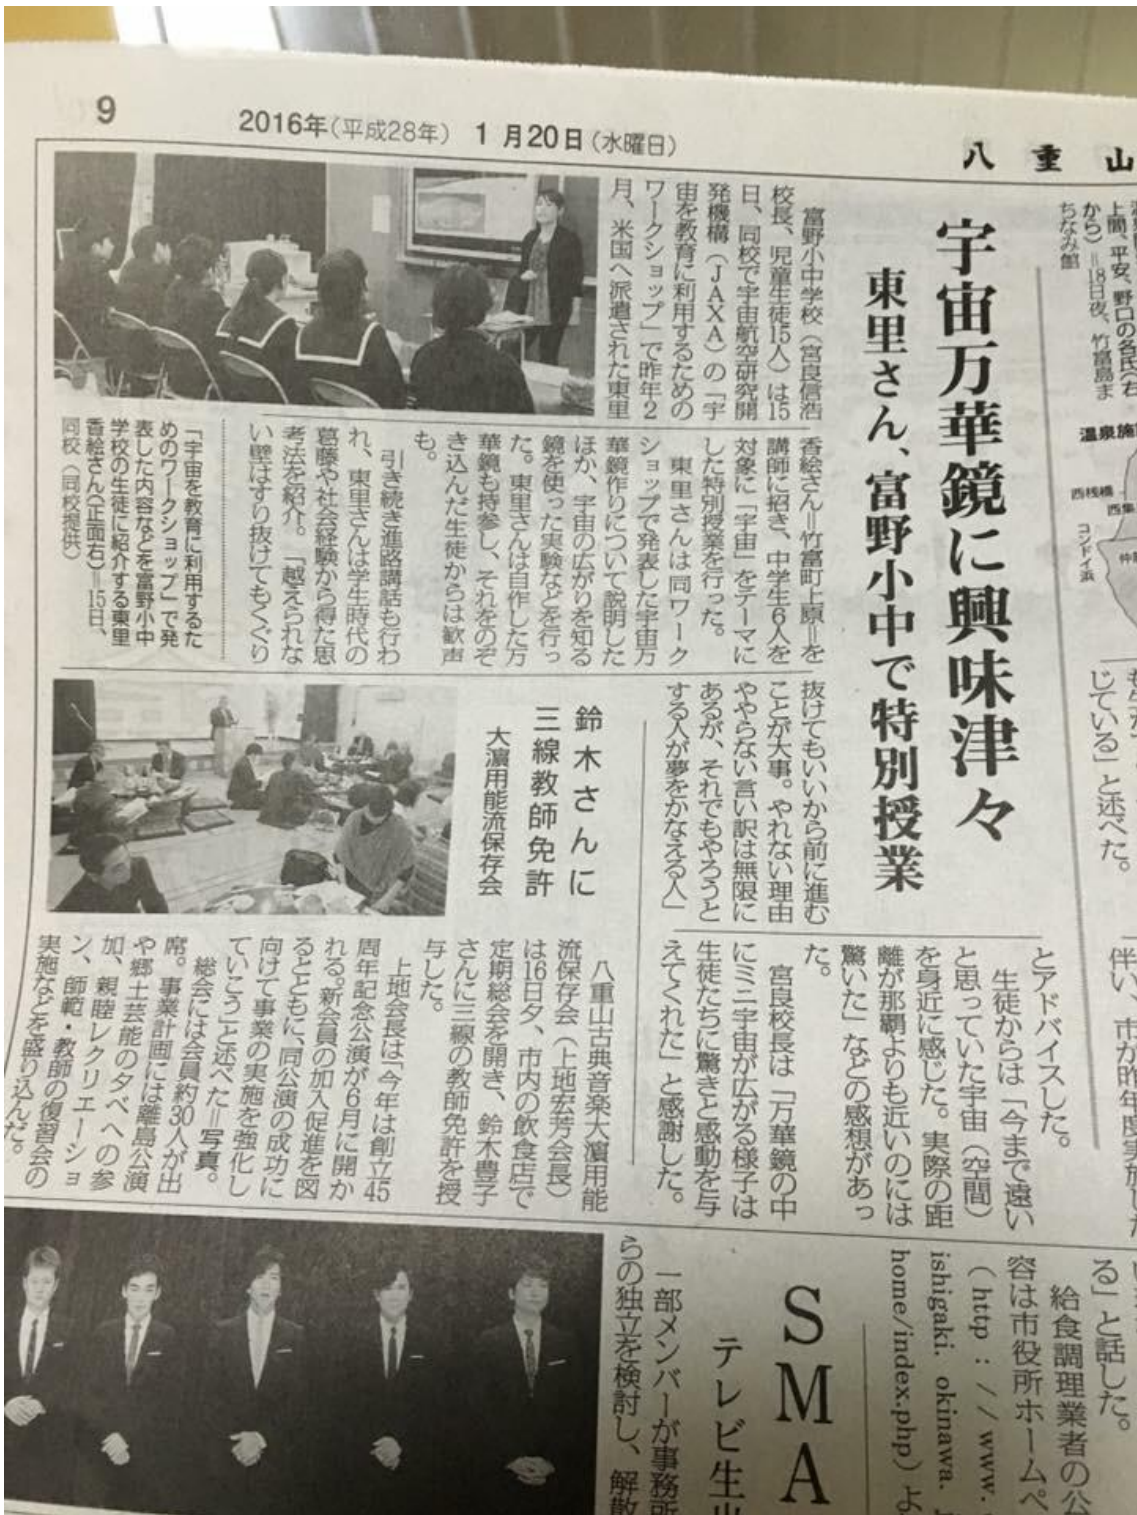 9
2016年(平成28年) 1月20日(水曜日)
八重山
宇宙万華鏡に興味津々
東里さん、富野小中で特別授業
富野小中学校(宮良信浩
校長、児童生徒15人)は15
日、同校で宇宙航空研究開
発機構(JAXA)の「宇
宙を教育に利用するための
ワークショップ」で昨年2
月、米国へ派遣された東里
香絵さん=竹富町上原=を
講師に招き、中学生6人を
対象に「宇宙」をテーマに
した特別授業を行った。
東里さんは同ワーク
ショップで発表した宇宙万
華鏡作りについて説明した
ほか、宇宙の広がりを知る
鏡を使った実験などを行っ
た。東里さんは自作した万
華鏡も持参し、それをのぞ
き込んだ生徒からは歓声
も。
引き続き進路講話も行わ
れ、東里さんは学生時代の
葛藤や社会経験から得た思
考法を紹介。「越えられな
い壁はすり抜けてもくぐり
抜けてもいいから前に進む
ことが大事。やれない理由
ややらない言い訳は無限に
あるが、それでもやろうと
する人が夢をかなえる人」
とアドバイスした。
生徒からは「今まで遠い
と思っていた宇宙(空間)
を身近に感じた。実際の距
離が那覇よりも近いのには
驚いた」などの感想があっ
た。
宮良校長は「万華鏡の中
にミニ宇宙が広がる様子は
生徒たちに驚きと感動を与
えてくれた」と感謝した。
「宇宙を教育に利用するた
めのワークショップ」で発
表した内容などを富野小中
学校の生徒に紹介する東里
香絵さん(正面右)=15日、
同校(同校提供)
鈴木さんに
三線教師免許
大濵用能流保存会
八重山古典音楽大濵用能
流保存会(上地宏芳会長)
は16日夕、市内の飲食店で
定期総会を開き、鈴木豊子
さんに三線の教師免許を授
与した。
上地会長は「今年は創立45
周年記念公演が6月に開か
れる。新会員の加入促進を図
るとともに、同公演の成功に
向けて事業の実施を強化し
ていこう」と述べた=写真。
総会には会員約30人が出
席。事業計画には離島公演
や郷土芸能の夕べへの参
加、親睦レクリエーショ
ン、師範・教師の復習会の
実施などを盛り込んだ。
上間、平安、野口の各氏(右
から)=18日夜、竹富島ま
ちなみ館
温泉施
西桟橋
西集
コンドイ浜
じている」と述べた。
伴い、市が昨年度実施した
る」と話した。
給食調理業者の公
容は市役所ホームペ
(http://www.
ishigaki.okinawa.
home/index.php)よ
SMA
テレビ生出
一部メンバーが事務所
らの独立を検討し、解散